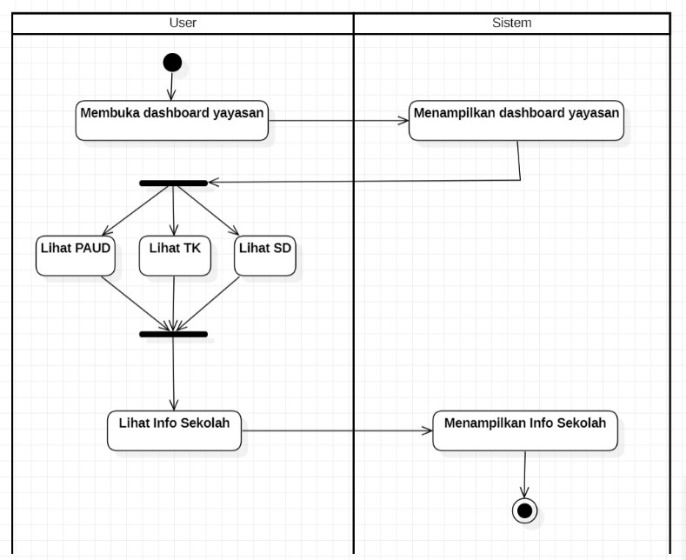 User
Sistem
Membuka dashboard yayasan
Menampilkan dashboard yayasan
Lihat PAUD
Lihat TK
Lihat SD
Lihat Info Sekolah
Menampilkan Info Sekolah